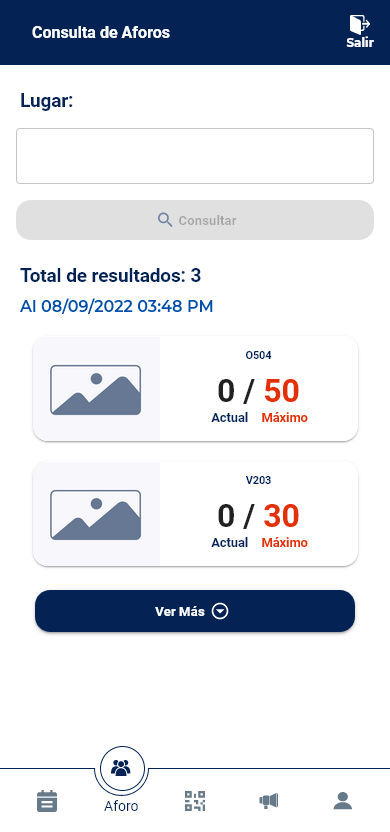 Consulta de Aforos
Salir
Lugar:
Consultar
Total de resultados: 3
Al 08/09/2022 03:48 PM
O504
0 / 50
Actual Máximo
V203
0 / 30
Actual Máximo
Ver Más
Aforo